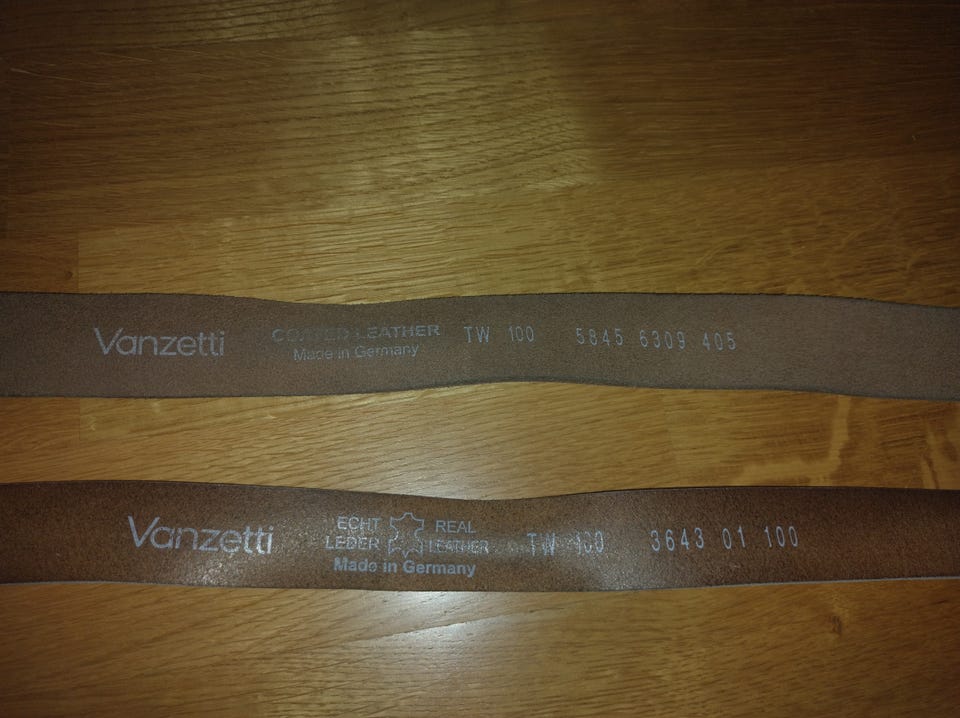 Vanzetti COATED LEATHER TW 100 5845 6309 405
Made in Germany
Vanzetti ECHT REAL TW 100 3643 01 100
LEDER LEATHER
Made in Germany